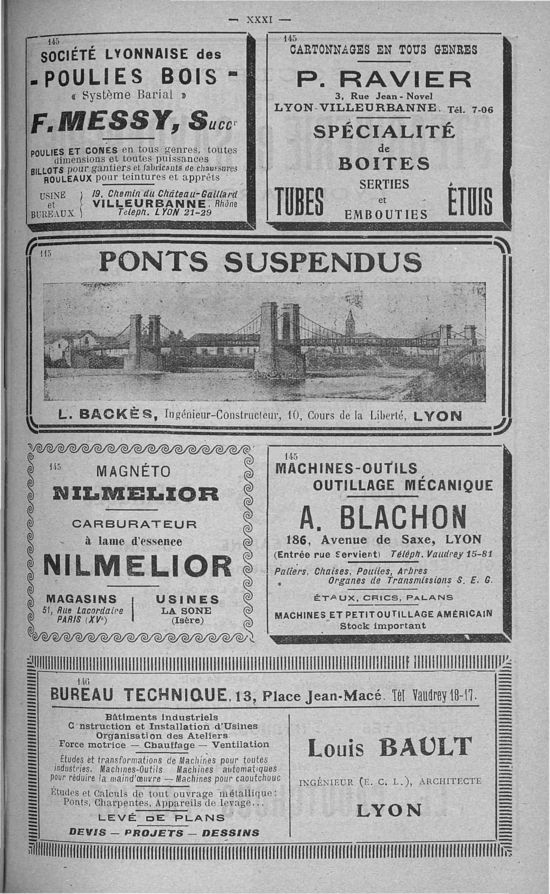 — XXXI —
145
SOCIÉTÉ LYONNAISE des
- POULIES BOIS -
« Système Barial »
F. MESSY, Succr
POULIES ET CONES en tous genres, toutes
dimensions et toutes puissances
BILLOTS pour gantiers et fabricants de chaussures
ROULEAUX pour teintures et apprêts
USINE et BUREAUX
19, Chemin du Château-Gaillard
VILLEURBANNE, Rhône
Téléph. LYON 21-29
145
CARTONNAGES EN TOUS GENRES
P. RAVIER
3, Rue Jean-Novel
LYON-VILLEURBANNE. Tél. 7-06
SPÉCIALITÉ
de
BOITES
SERTIES
TUBES et ÉTUIS
EMBOUTIES
145
PONTS SUSPENDUS
L. BACKÈS, Ingénieur-Constructeur, 10, Cours de la Liberté, LYON
145
MAGNÉTO
NILMELIOR
CARBURATEUR
à lame d'essence
NILMELIOR
MAGASINS
51, Rue Lacordaire
PARIS (XVe)
USINES
LA SONE
(Isère)
145
MACHINES-OUTILS
OUTILLAGE MÉCANIQUE
A. BLACHON
186, Avenue de Saxe, LYON
(Entrée rue Servient) Téléph. Vaudrey 15-81
Paliers, Chaises, Poulies, Arbres
Organes de Transmissions S. E. G.
ÉTAUX, CRICS, PALANS
MACHINES ET PETIT OUTILLAGE AMÉRICAIN
Stock important
146
BUREAU TECHNIQUE, 13, Place Jean-Macé. Tél Vaudrey 18-17.
Bâtiments industriels
C nstruction et Installation d'Usines
Organisation des Ateliers
Force motrice — Chauffage — Ventilation
Etudes et transformations de Machines pour toutes
industries. Machines-Outils Machines automatiques
pour réduire la main d'œuvre — Machines pour caoutchouc
Etudes et Calculs de tout ouvrage métallique:
Ponts, Charpentes, Appareils de levage...
LEVÉ DE PLANS
DEVIS — PROJETS — DESSINS
Louis BAULT
INGÉNIEUR (E. C. L.), ARCHITECTE
LYON